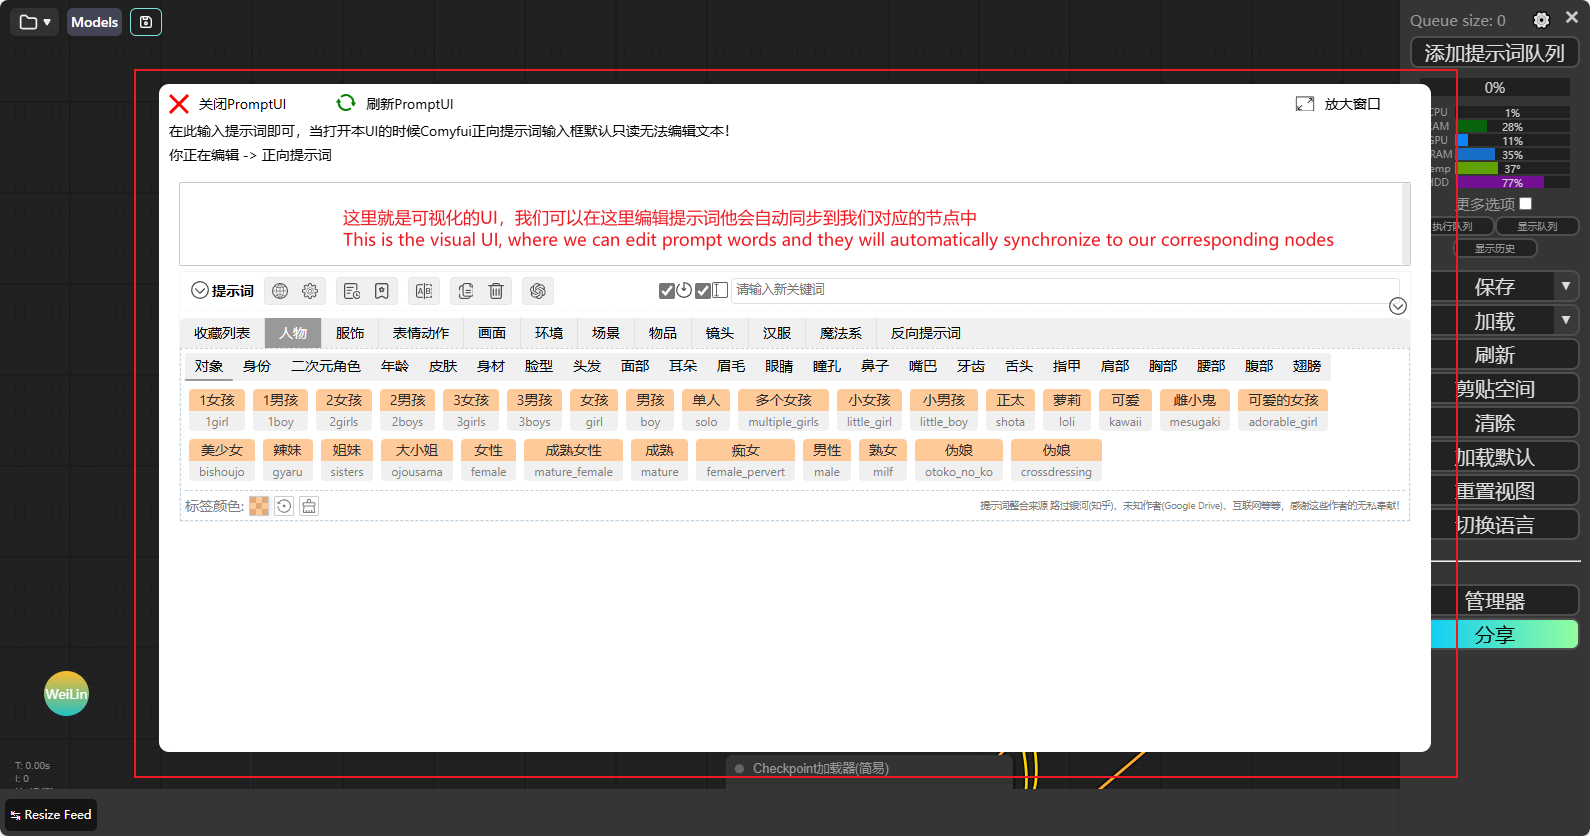 Models
Queue size: 0
添加提示词队列
0%
CPU 1%
RAM 28%
GPU 11%
RAM 35%
37°
HDD 77%
更多选项
执行队列 显示队列
显示历史
保存 ▼
加载 ▼
刷新
剪贴空间
清除
加载默认
重置视图
切换语言
管理器
分享
关闭PromptUI 刷新PromptUI 放大窗口
在此输入提示词即可，当打开本UI的时候Comyfui正向提示词输入框默认只读无法编辑文本！
你正在编辑 -> 正向提示词
这里就是可视化的UI，我们可以在这里编辑提示词他会自动同步到我们对应的节点中
This is the visual UI, where we can edit prompt words and they will automatically synchronize to our corresponding nodes
提示词 请输入新关键词
收藏列表 人物 服饰 表情动作 画面 环境 场景 物品 镜头 汉服 魔法系 反向提示词
对象 身份 二次元角色 年龄 皮肤 身材 脸型 头发 面部 耳朵 眉毛 眼睛 瞳孔 鼻子 嘴巴 牙齿 舌头 指甲 肩部 胸部 腰部 腹部 翅膀
1女孩 1男孩 2女孩 2男孩 3女孩 3男孩 女孩 男孩 单人 多个女孩 小女孩 小男孩 正太 萝莉 可爱 雌小鬼 可爱的女孩
1girl 1boy 2girls 2boys 3girls 3boys girl boy solo multiple_girls little_girl little_boy shota loli kawaii mesugaki adorable_girl
美少女 辣妹 姐妹 大小姐 女性 成熟女性 成熟 痴女 男性 熟女 伪娘 伪娘
bishoujo gyaru sisters ojousama female mature_female mature female_pervert male milf otoko_no_ko crossdressing
标签颜色:
提示词整合来源 路过银河(知乎)、未知作者(Google Drive)、互联网等等，感谢这些作者的无私奉献！
WeiLin
Checkpoint加载器(简易)
T: 0.00s
I: 0
Resize Feed